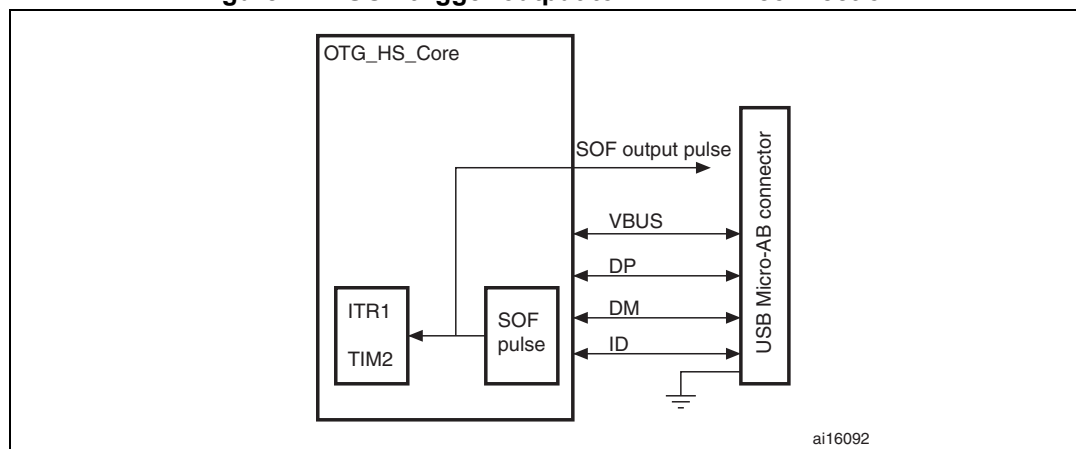 OTG_HS_Core
SOF output pulse
VBUS
DP
DM
ID
ITR1
TIM2
SOF
pulse
USB Micro-AB connector
ai16092